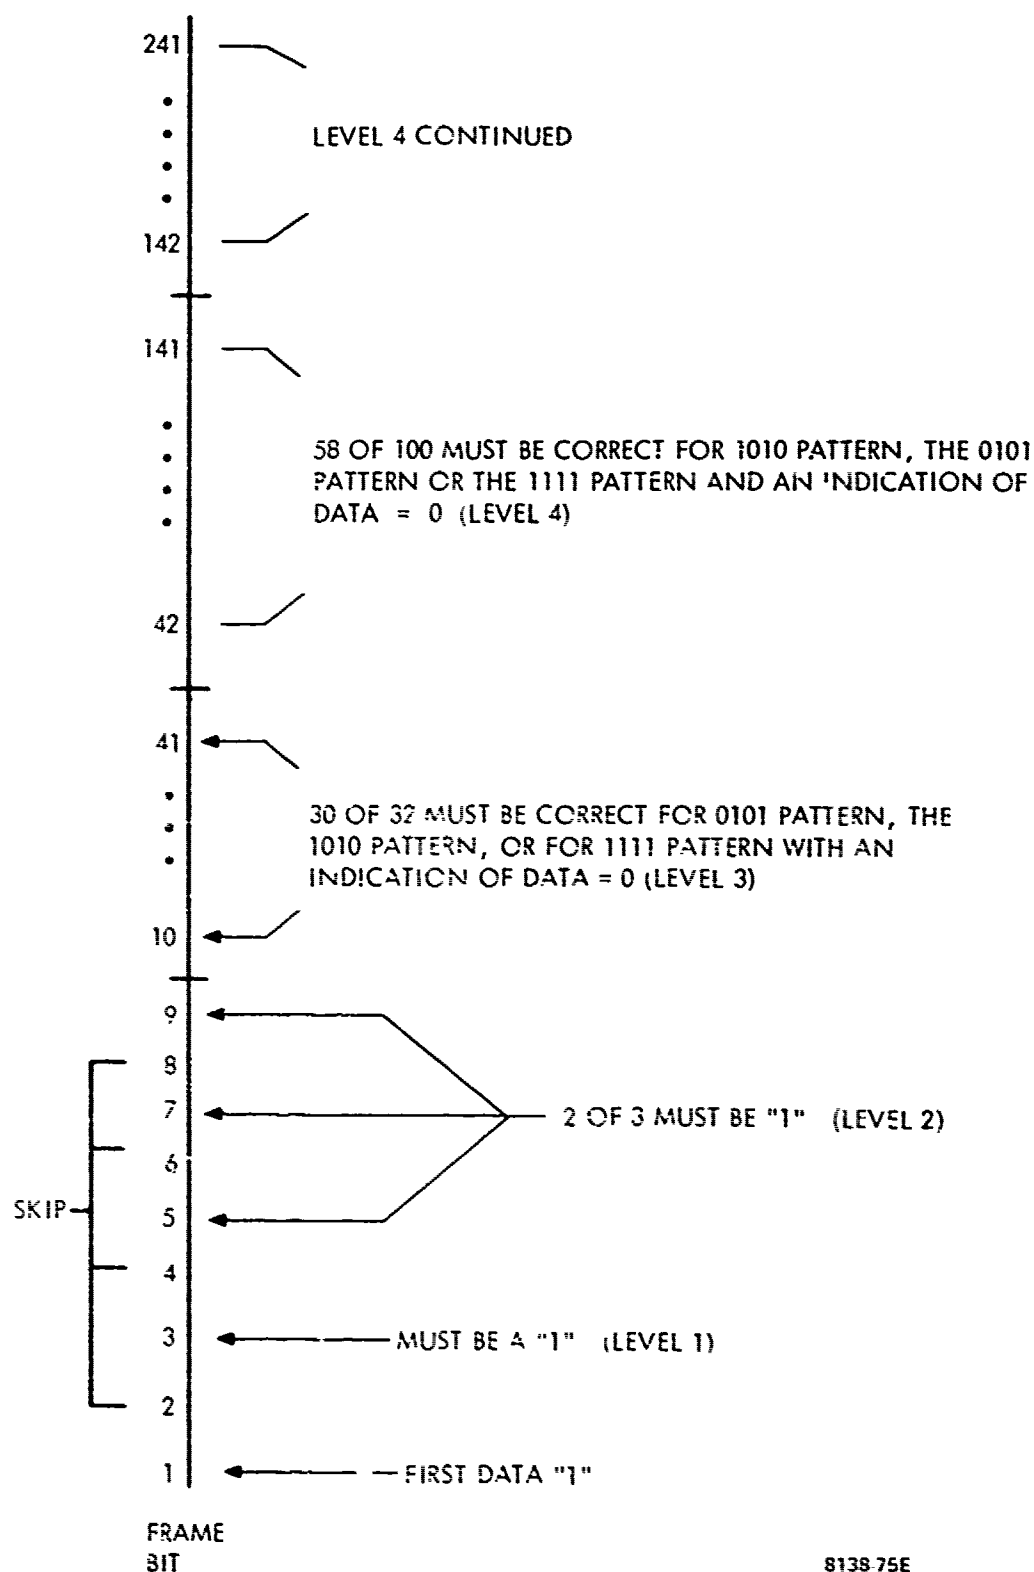 241
LEVEL 4 CONTINUED
142
141
58 OF 100 MUST BE CORRECT FOR 1010 PATTERN, THE 0101
PATTERN OR THE 1111 PATTERN AND AN INDICATION OF
DATA = 0 (LEVEL 4)
42
41
30 OF 32 MUST BE CORRECT FOR 0101 PATTERN, THE
1010 PATTERN, OR FOR 1111 PATTERN WITH AN
INDICATION OF DATA = 0 (LEVEL 3)
10
9
8
7
2 OF 3 MUST BE "1" (LEVEL 2)
6
SKIP
5
4
3
MUST BE A "1" (LEVEL 1)
2
1
FIRST DATA "1"
FRAME
BIT
8138-75E